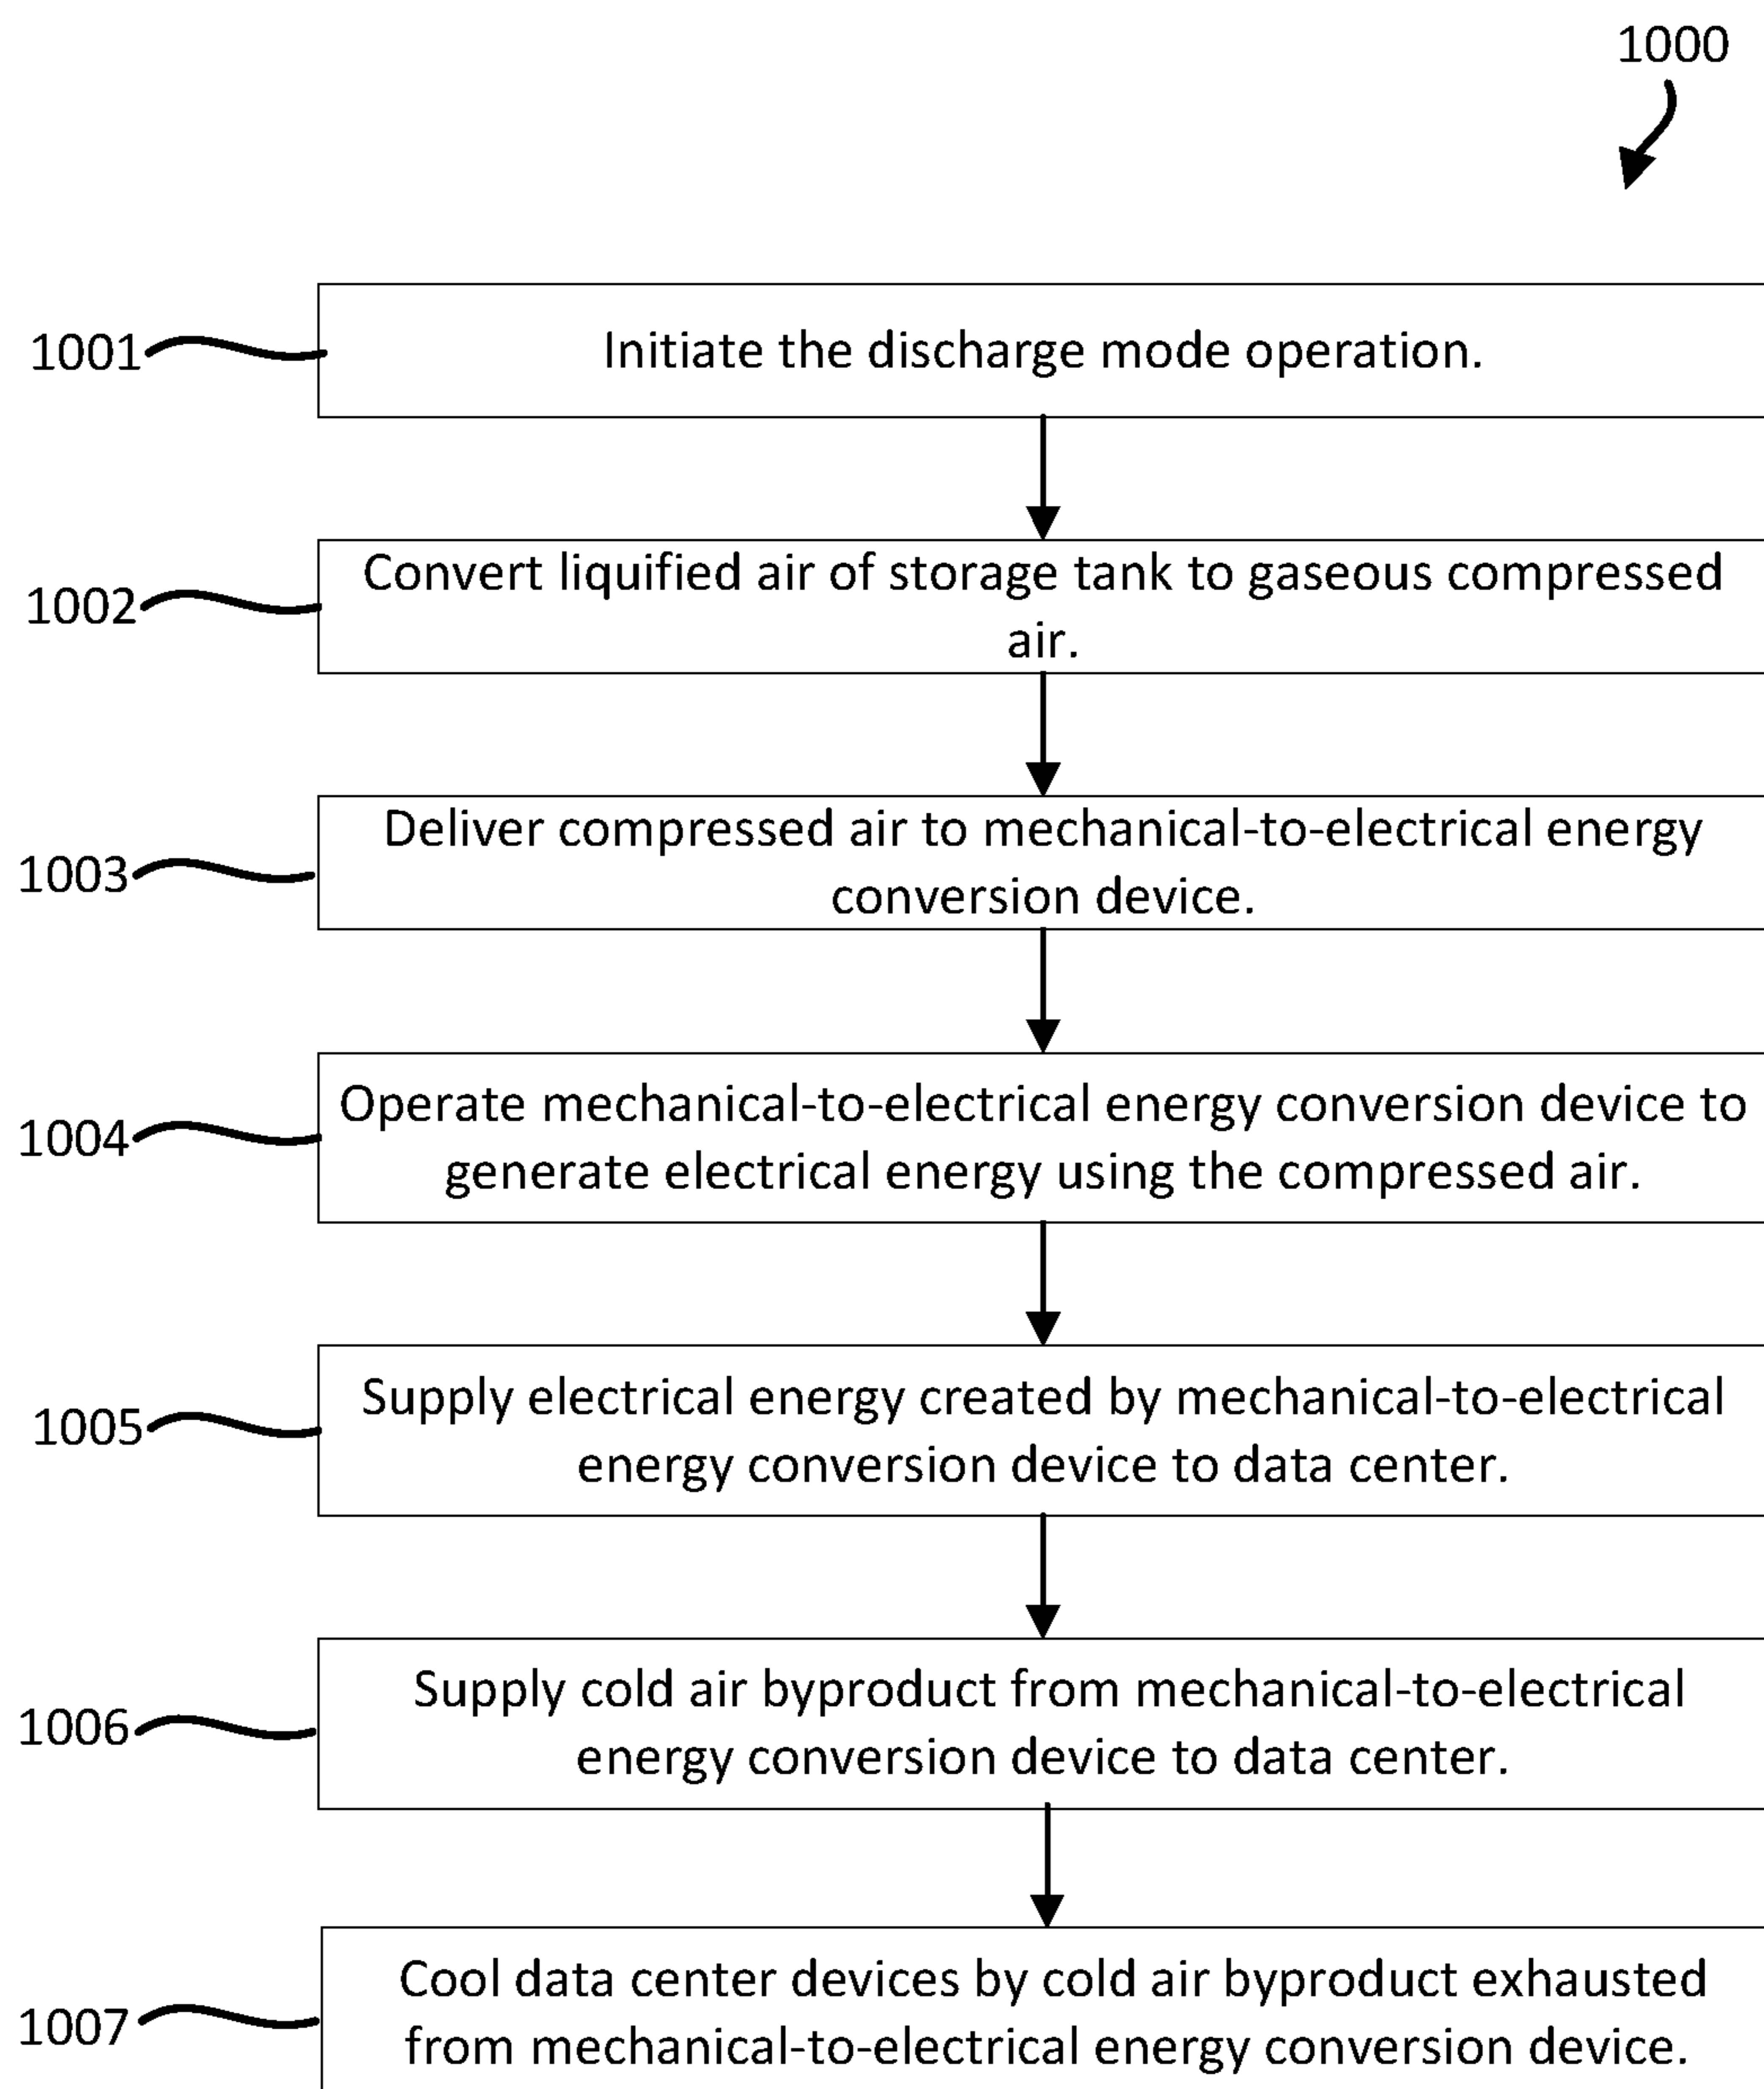 1000
1001
Initiate the discharge mode operation.
1002
Convert liquified air of storage tank to gaseous compressed
air.
1003
Deliver compressed air to mechanical-to-electrical energy
conversion device.
1004
Operate mechanical-to-electrical energy conversion device to
generate electrical energy using the compressed air.
1005
Supply electrical energy created by mechanical-to-electrical
energy conversion device to data center.
1006
Supply cold air byproduct from mechanical-to-electrical
energy conversion device to data center.
1007
Cool data center devices by cold air byproduct exhausted
from mechanical-to-electrical energy conversion device.